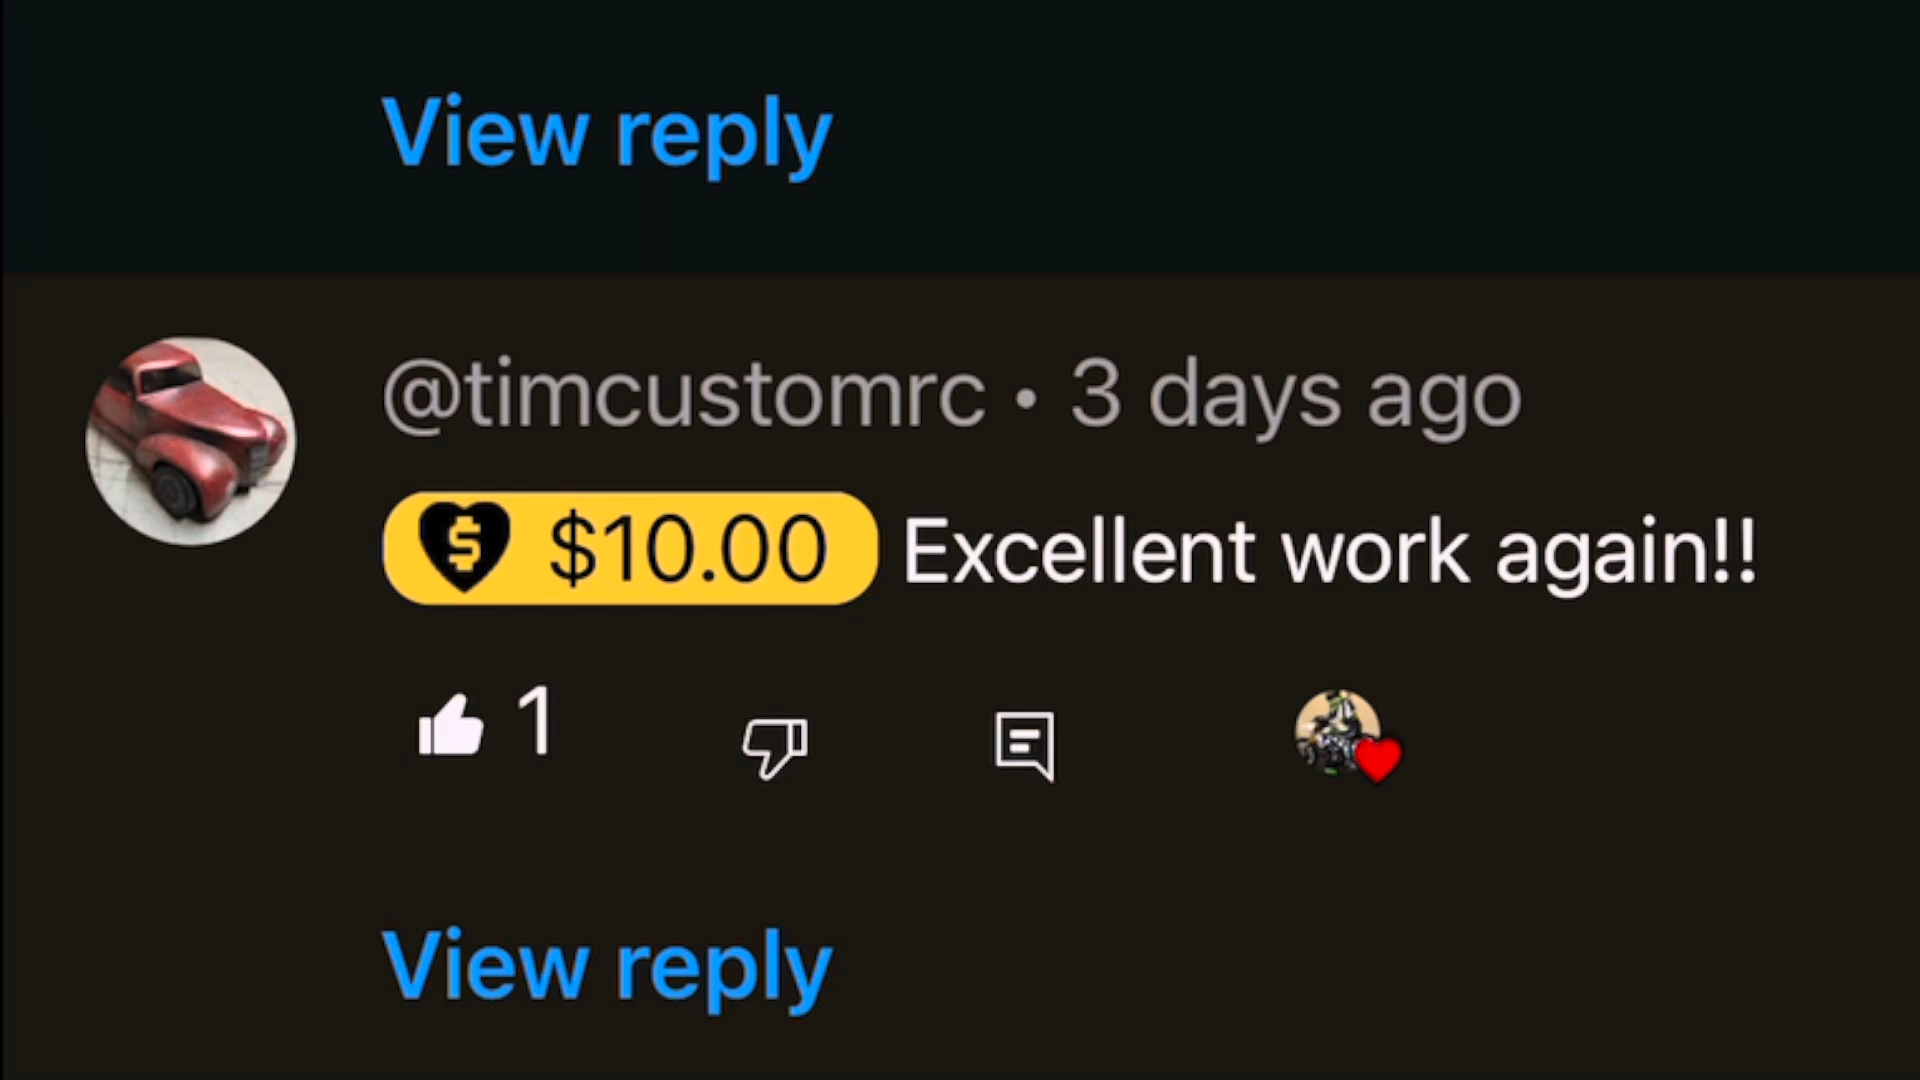 View reply
@timcustomrc • 3 days ago
$10.00 Excellent work again!!
1
View reply